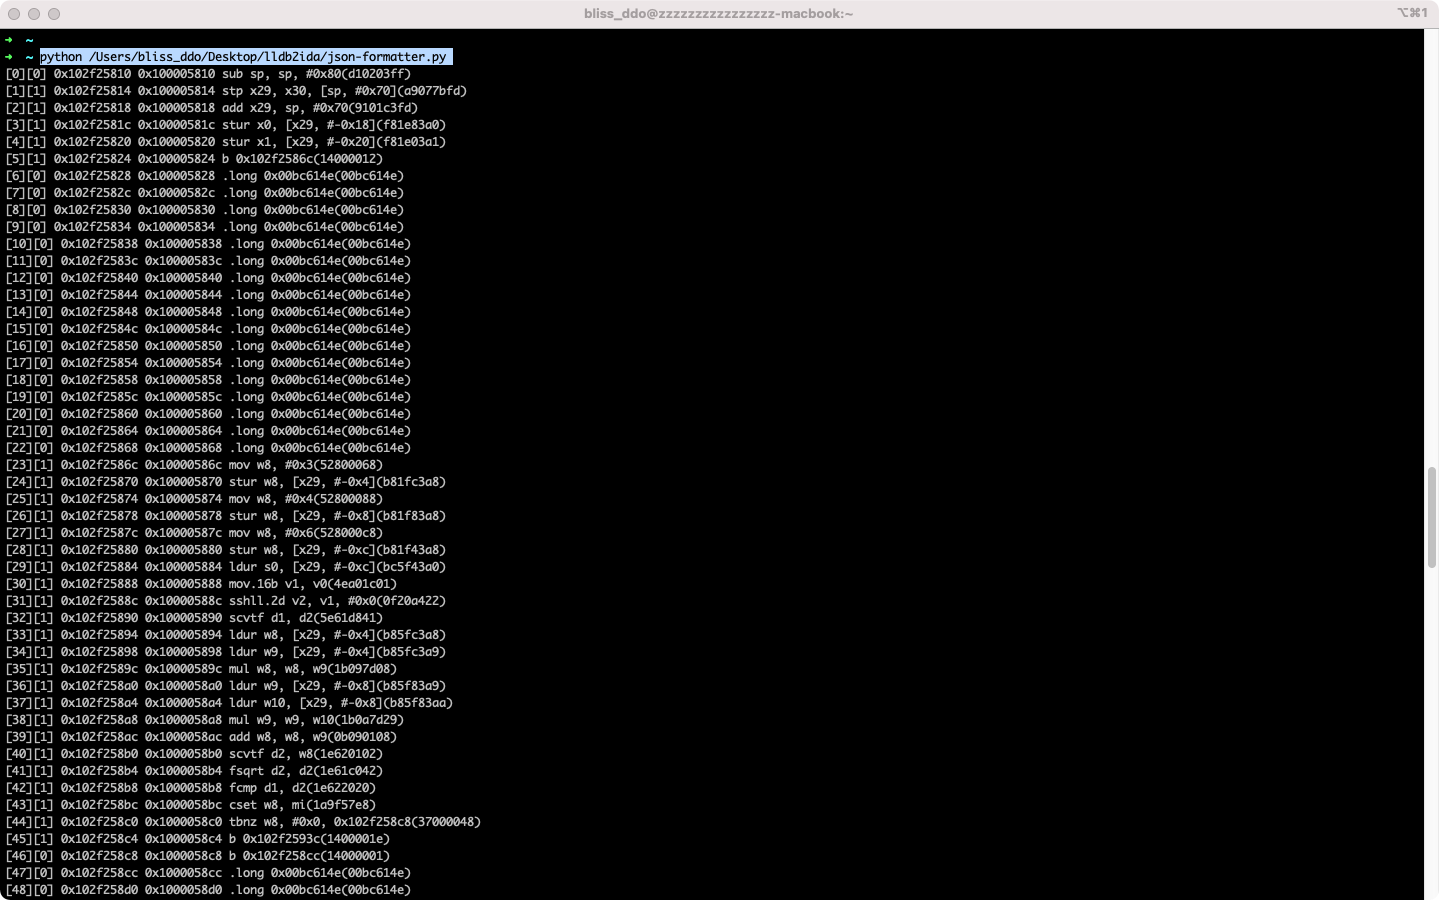 bliss_ddo@zzzzzzzzzzzzzzzz-macbook:~
⌥⌘1
➜ ~
➜ ~ python /Users/bliss_ddo/Desktop/lldb2ida/json-formatter.py
[0][0] 0x102f25810 0x100005810 sub sp, sp, #0x80(d10203ff)
[1][1] 0x102f25814 0x100005814 stp x29, x30, [sp, #0x70](a9077bfd)
[2][1] 0x102f25818 0x100005818 add x29, sp, #0x70(9101c3fd)
[3][1] 0x102f2581c 0x10000581c stur x0, [x29, #-0x18](f81e83a0)
[4][1] 0x102f25820 0x100005820 stur x1, [x29, #-0x20](f81e03a1)
[5][1] 0x102f25824 0x100005824 b 0x102f2586c(14000012)
[6][0] 0x102f25828 0x100005828 .long 0x00bc614e(00bc614e)
[7][0] 0x102f2582c 0x10000582c .long 0x00bc614e(00bc614e)
[8][0] 0x102f25830 0x100005830 .long 0x00bc614e(00bc614e)
[9][0] 0x102f25834 0x100005834 .long 0x00bc614e(00bc614e)
[10][0] 0x102f25838 0x100005838 .long 0x00bc614e(00bc614e)
[11][0] 0x102f2583c 0x10000583c .long 0x00bc614e(00bc614e)
[12][0] 0x102f25840 0x100005840 .long 0x00bc614e(00bc614e)
[13][0] 0x102f25844 0x100005844 .long 0x00bc614e(00bc614e)
[14][0] 0x102f25848 0x100005848 .long 0x00bc614e(00bc614e)
[15][0] 0x102f2584c 0x10000584c .long 0x00bc614e(00bc614e)
[16][0] 0x102f25850 0x100005850 .long 0x00bc614e(00bc614e)
[17][0] 0x102f25854 0x100005854 .long 0x00bc614e(00bc614e)
[18][0] 0x102f25858 0x100005858 .long 0x00bc614e(00bc614e)
[19][0] 0x102f2585c 0x10000585c .long 0x00bc614e(00bc614e)
[20][0] 0x102f25860 0x100005860 .long 0x00bc614e(00bc614e)
[21][0] 0x102f25864 0x100005864 .long 0x00bc614e(00bc614e)
[22][0] 0x102f25868 0x100005868 .long 0x00bc614e(00bc614e)
[23][1] 0x102f2586c 0x10000586c mov w8, #0x3(52800068)
[24][1] 0x102f25870 0x100005870 stur w8, [x29, #-0x4](b81fc3a8)
[25][1] 0x102f25874 0x100005874 mov w8, #0x4(52800088)
[26][1] 0x102f25878 0x100005878 stur w8, [x29, #-0x8](b81f83a8)
[27][1] 0x102f2587c 0x10000587c mov w8, #0x6(528000c8)
[28][1] 0x102f25880 0x100005880 stur w8, [x29, #-0xc](b81f43a8)
[29][1] 0x102f25884 0x100005884 ldur s0, [x29, #-0xc](bc5f43a0)
[30][1] 0x102f25888 0x100005888 mov.16b v1, v0(4ea01c01)
[31][1] 0x102f2588c 0x10000588c sshll.2d v2, v1, #0x0(0f20a422)
[32][1] 0x102f25890 0x100005890 scvtf d1, d2(5e61d841)
[33][1] 0x102f25894 0x100005894 ldur w8, [x29, #-0x4](b85fc3a8)
[34][1] 0x102f25898 0x100005898 ldur w9, [x29, #-0x4](b85fc3a9)
[35][1] 0x102f2589c 0x10000589c mul w8, w8, w9(1b097d08)
[36][1] 0x102f258a0 0x1000058a0 ldur w9, [x29, #-0x8](b85f83a9)
[37][1] 0x102f258a4 0x1000058a4 ldur w10, [x29, #-0x8](b85f83aa)
[38][1] 0x102f258a8 0x1000058a8 mul w9, w9, w10(1b0a7d29)
[39][1] 0x102f258ac 0x1000058ac add w8, w8, w9(0b090108)
[40][1] 0x102f258b0 0x1000058b0 scvtf d2, w8(1e620102)
[41][1] 0x102f258b4 0x1000058b4 fsqrt d2, d2(1e61c042)
[42][1] 0x102f258b8 0x1000058b8 fcmp d1, d2(1e622020)
[43][1] 0x102f258bc 0x1000058bc cset w8, mi(1a9f57e8)
[44][1] 0x102f258c0 0x1000058c0 tbnz w8, #0x0, 0x102f258c8(37000048)
[45][1] 0x102f258c4 0x1000058c4 b 0x102f2593c(1400001e)
[46][0] 0x102f258c8 0x1000058c8 b 0x102f258cc(14000001)
[47][0] 0x102f258cc 0x1000058cc .long 0x00bc614e(00bc614e)
[48][0] 0x102f258d0 0x1000058d0 .long 0x00bc614e(00bc614e)